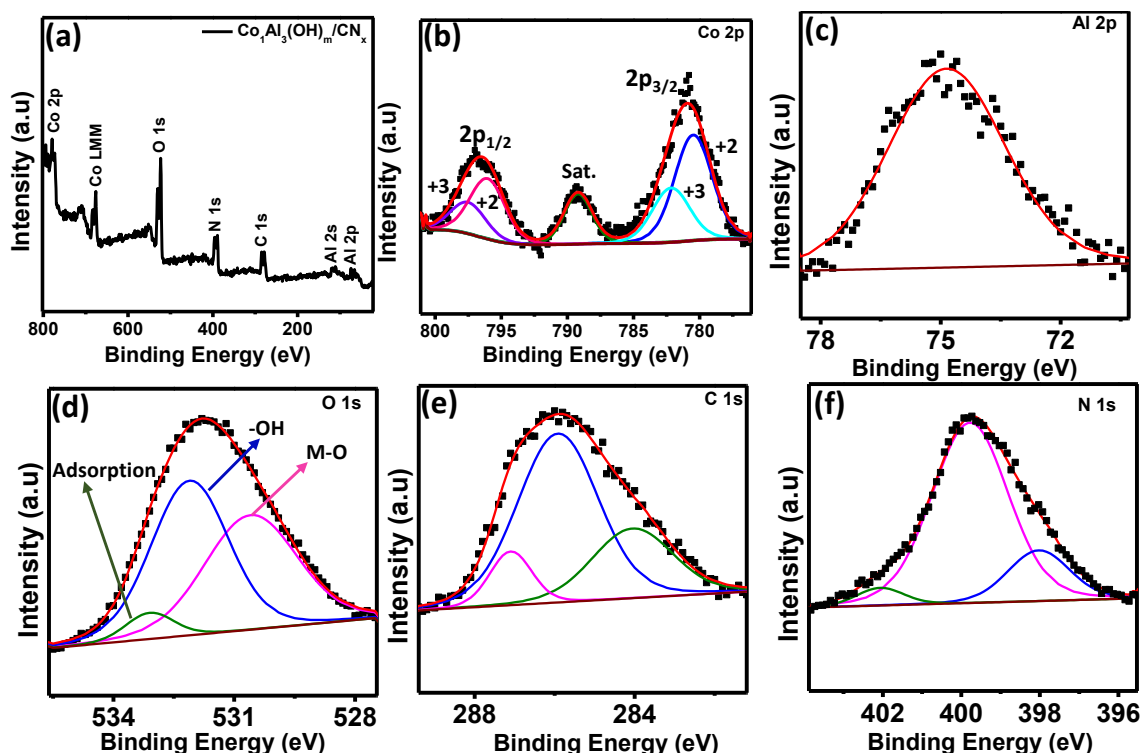 (a)
Co₁Al₃(OH)ₘ/CNₓ
Co 2p
Co LMM
O 1s
N 1s
C 1s
Al 2s
Al 2p
Intensity (a.u)
800 600 400 200
Binding Energy (eV)
(b)
Co 2p
2p₃/₂
2p₁/₂
Sat.
+3
+2
+2
+3
Intensity (a.u)
800 795 790 785 780
Binding Energy (eV)
(c)
Al 2p
Intensity (a.u)
78 75 72
Binding Energy (eV)
(d)
O 1s
-OH
M-O
Adsorption
Intensity (a.u)
534 531 528
Binding Energy (eV)
(e)
C 1s
Intensity (a.u)
288 284
Binding Energy (eV)
(f)
N 1s
Intensity (a.u)
402 400 398 396
Binding Energy (eV)